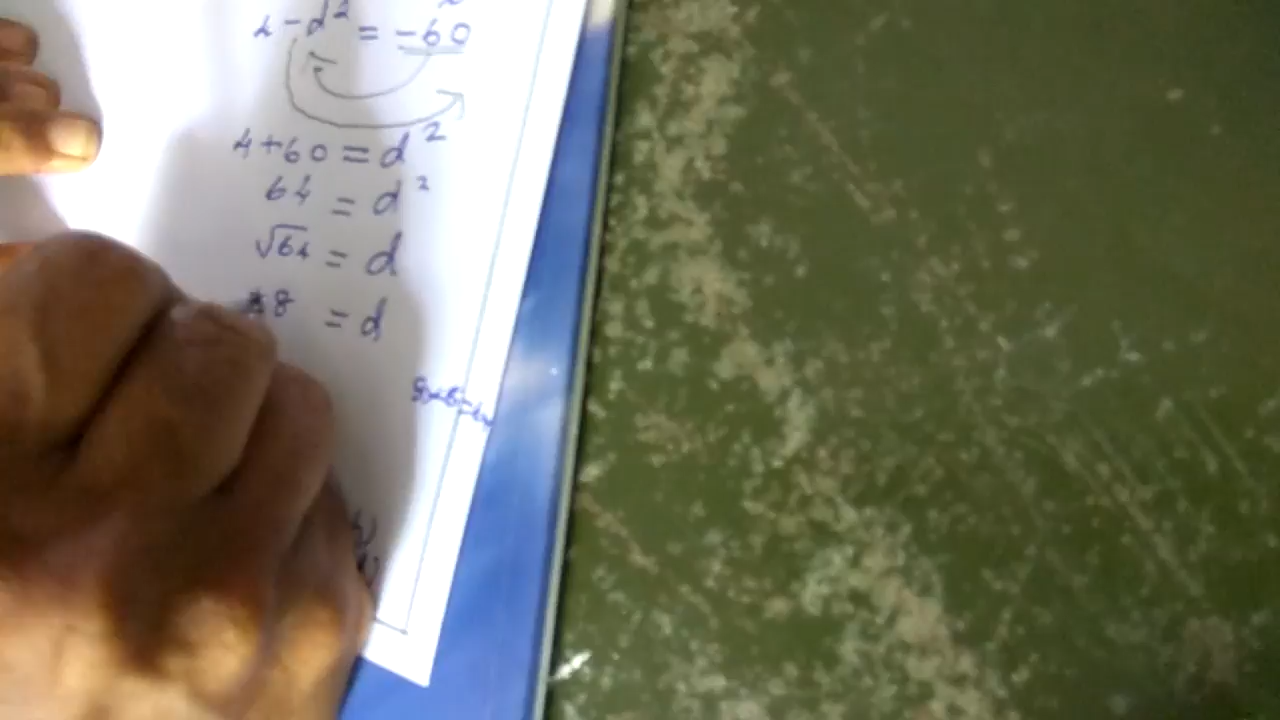 4 - d² = -60
4+60 = d²
64 = d²
√64 = d
8 = d